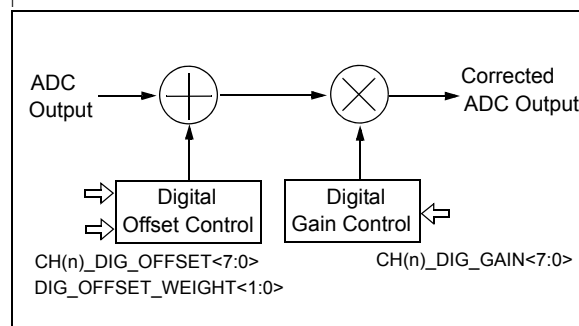 ADC
Output
Corrected
ADC Output
Digital
Offset Control
Digital
Gain Control
CH(n)_DIG_OFFSET<7:0>
DIG_OFFSET_WEIGHT<1:0>
CH(n)_DIG_GAIN<7:0>